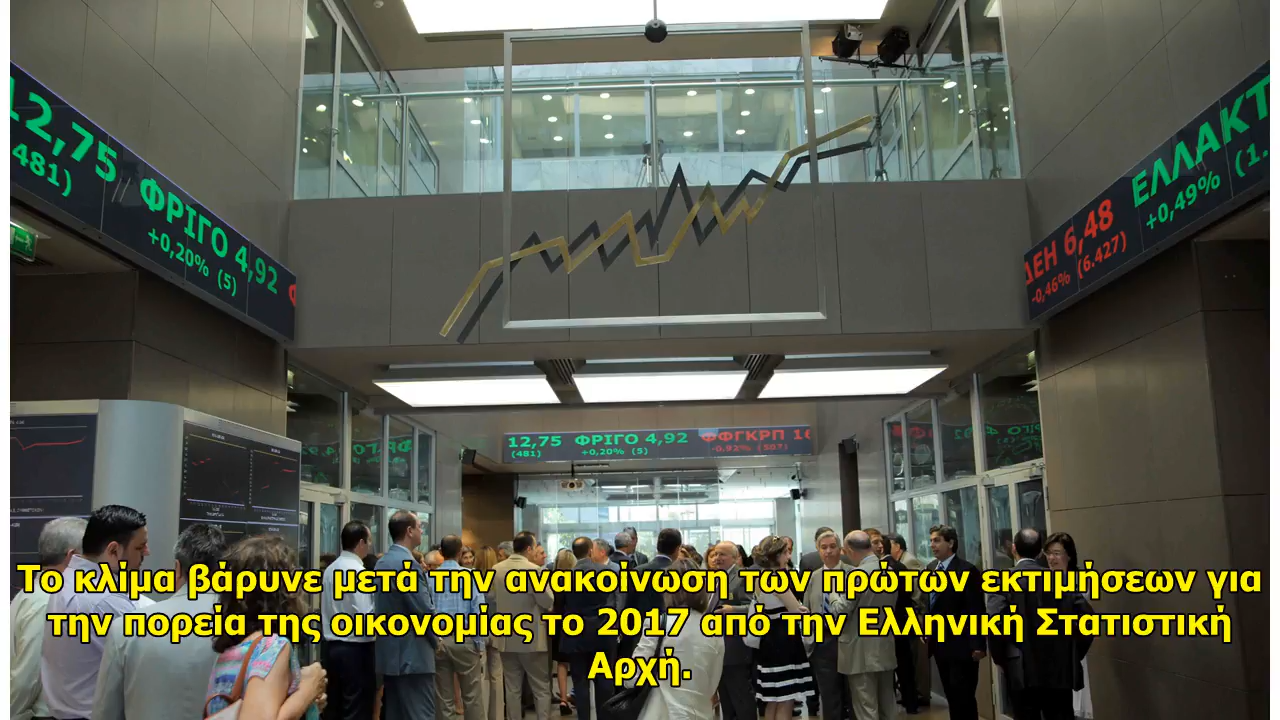 12,75
(481)
ΦΡΙΓΟ 4,92
+0,20% (5)
ΕΛΛΑΚΤ
+0,49% (1.
ΔΕΗ 6,48
-0,46% (6.427)
12,75 ΦΡΙΓΟ 4,92 ΦΦΓΚΡΠ 16
(481) +0,20% (5) -0,92% (507)
Το κλίμα βάρυνε μετά την ανακοίνωση των πρώτων εκτιμήσεων για
την πορεία της οικονομίας το 2017 από την Ελληνική Στατιστική
Αρχή.